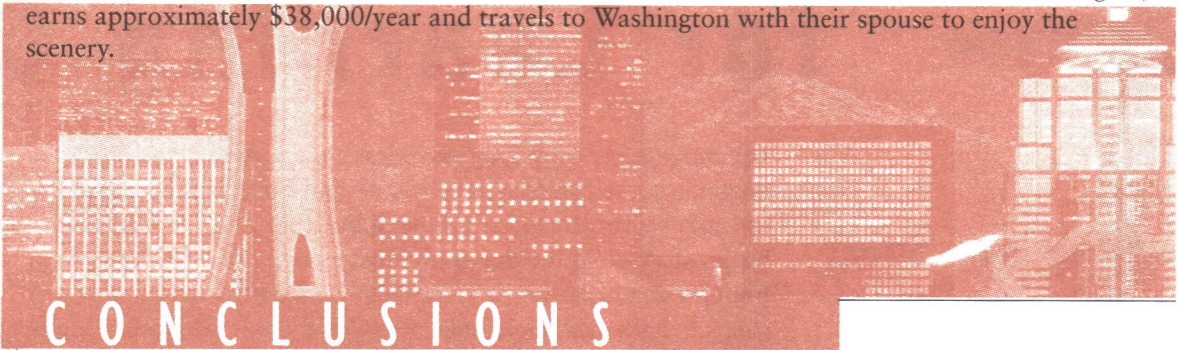 earns approximately $38,000/year and travels to Washington with their spouse to enjoy the
scenery.
CONCLUSIONS